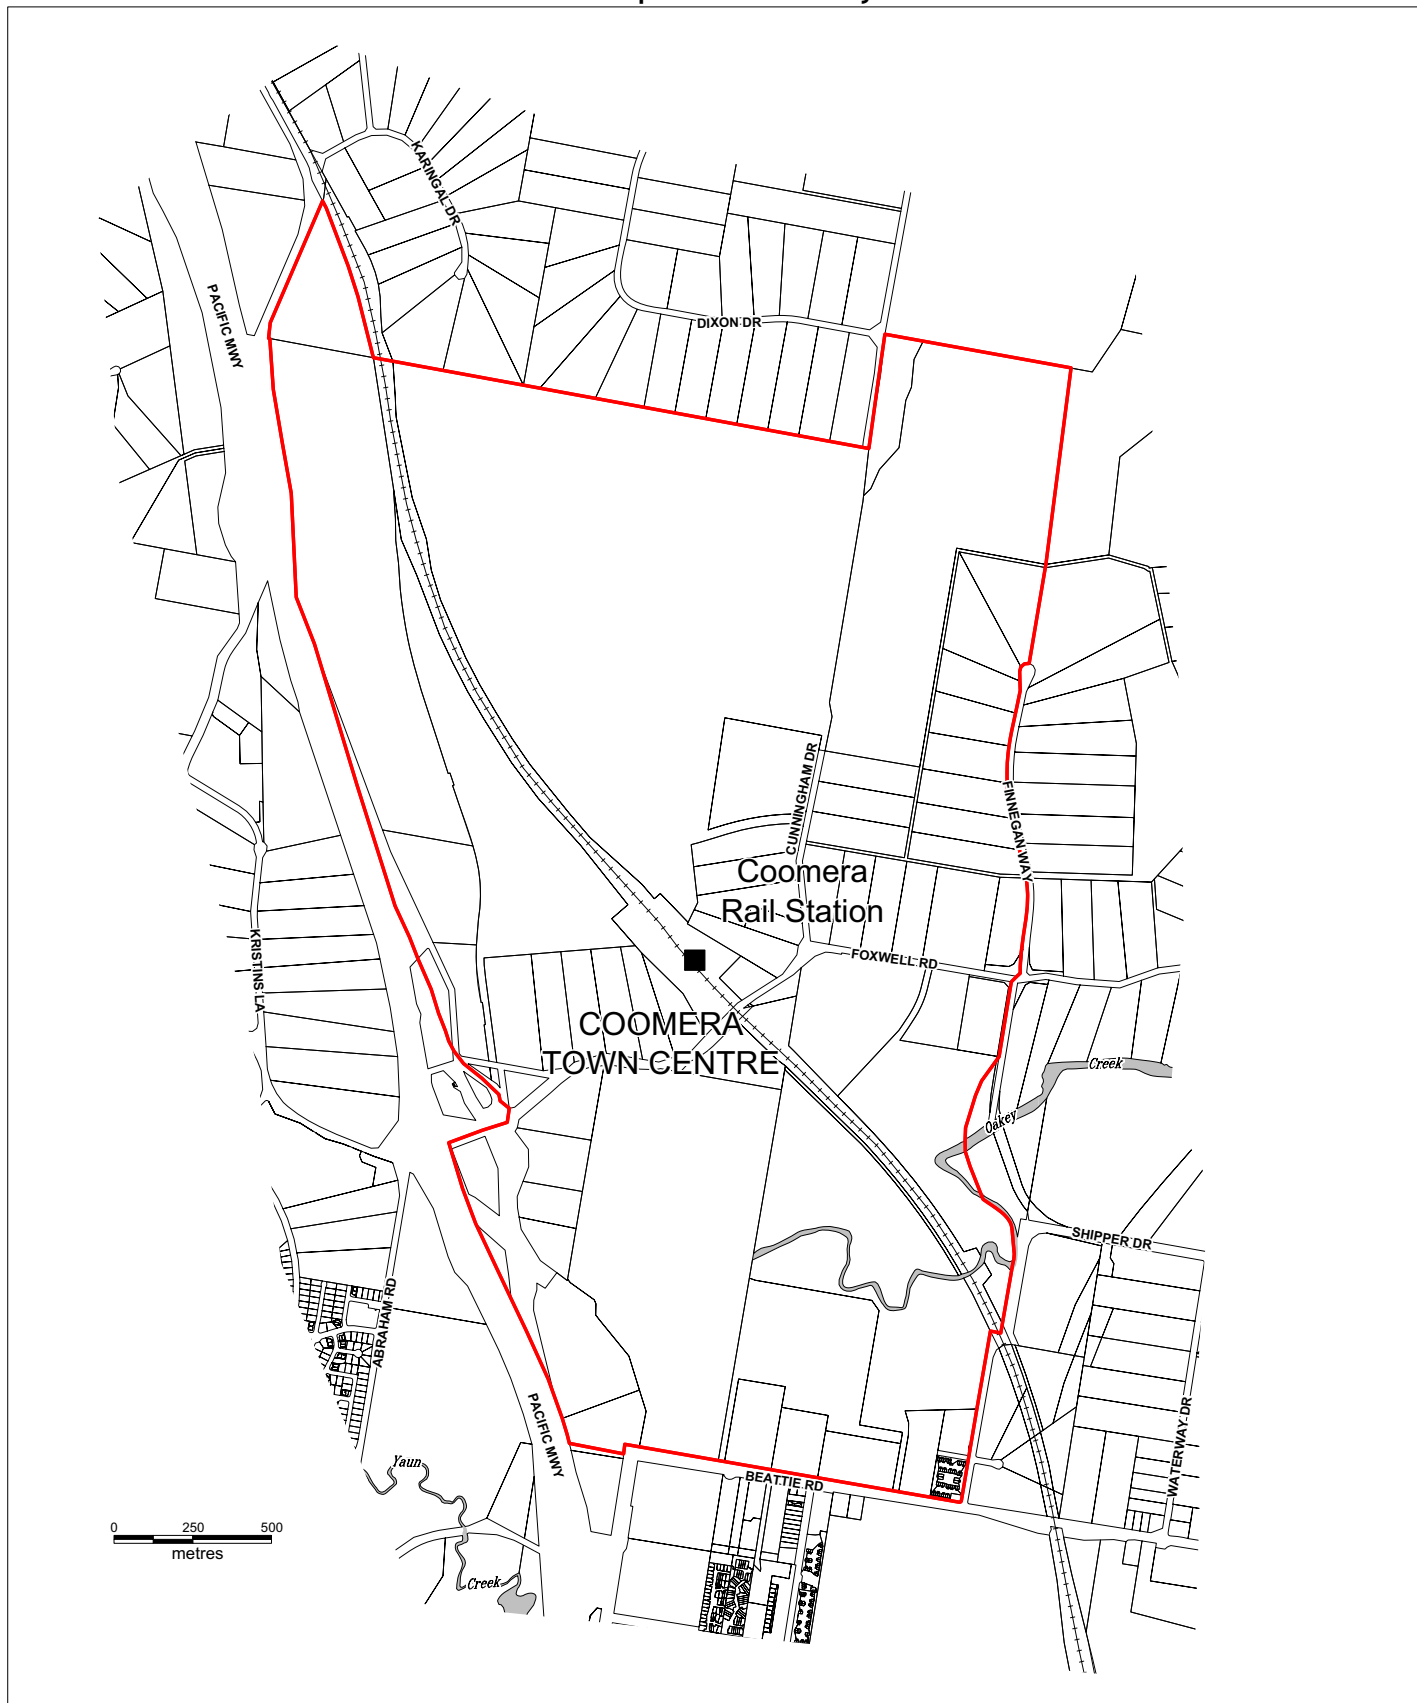 KARINGAL DR
PACIFIC MWY
DIXON DR
CUNNINGHAM DR
FINNEGAN WAY
Coomera
Rail Station
KRISTINS LA
FOXWELL RD
COOMERA
TOWN CENTRE
Creek
Oakey
SHIPPER DR
ABRAHAM RD
PACIFIC MWY
WATERWAY DR
Yaun
BEATTIE RD
0 250 500
metres
Creek